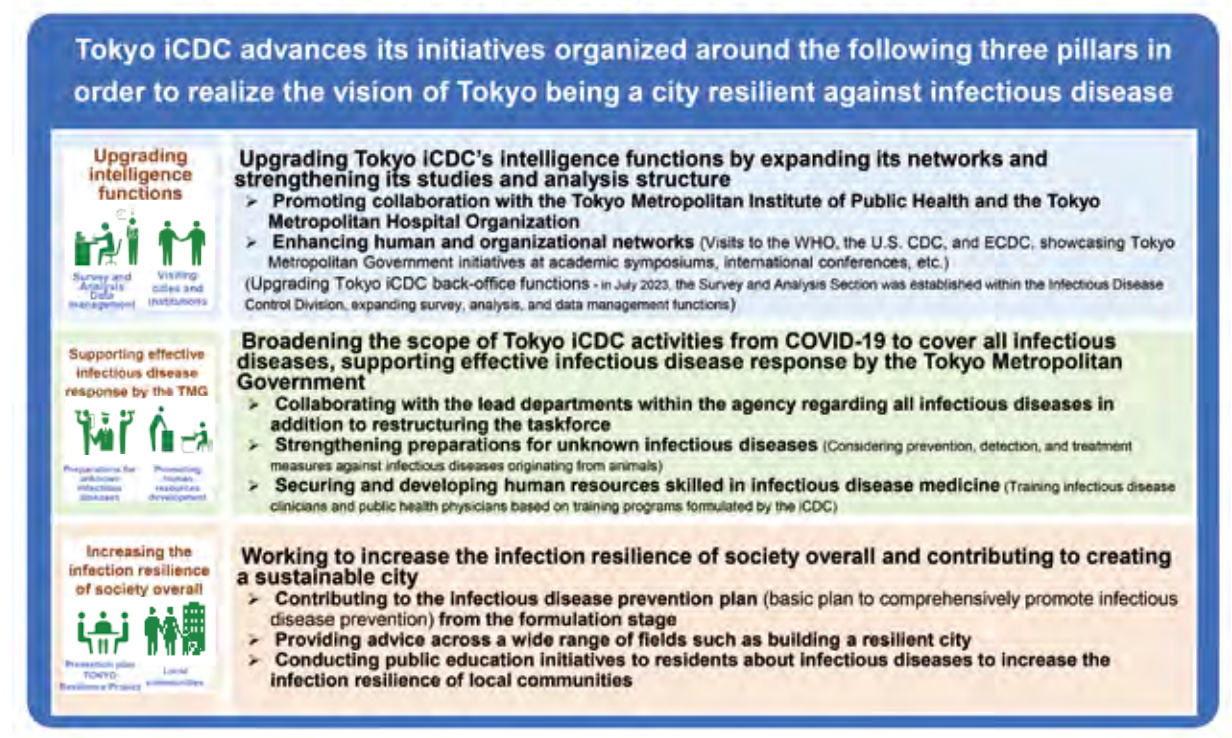 Tokyo iCDC advances its initiatives organized around the following three pillars in
order to realize the vision of Tokyo being a city resilient against infectious disease
Upgrading
intelligence
functions
Survey and
Analysis
Data
management
Visiting
cities and
institutions
Upgrading Tokyo iCDC's intelligence functions by expanding its networks and
strengthening its studies and analysis structure
➢ Promoting collaboration with the Tokyo Metropolitan Institute of Public Health and the Tokyo
Metropolitan Hospital Organization
➢ Enhancing human and organizational networks (Visits to the WHO, the U.S. CDC, and ECDC, showcasing Tokyo
Metropolitan Government initiatives at academic symposiums, international conferences, etc.)
(Upgrading Tokyo iCDC back-office functions - in July 2023, the Survey and Analysis Section was established within the Infectious Disease
Control Division, expanding survey, analysis, and data management functions)
Supporting effective
infectious disease
response by the TMG
Preparations for
unknown
infectious
diseases
Promoting
human
resources
development
Broadening the scope of Tokyo iCDC activities from COVID-19 to cover all infectious
diseases, supporting effective infectious disease response by the Tokyo Metropolitan
Government
➢ Collaborating with the lead departments within the agency regarding all infectious diseases in
addition to restructuring the taskforce
➢ Strengthening preparations for unknown infectious diseases (Considering prevention, detection, and treatment
measures against infectious diseases originating from animals)
➢ Securing and developing human resources skilled in infectious disease medicine (Training infectious disease
clinicians and public health physicians based on training programs formulated by the iCDC)
Increasing the
infection resilience
of society overall
Prevention plan
TOKYO
Resilience Project
Local
communities
Working to increase the infection resilience of society overall and contributing to creating
a sustainable city
➢ Contributing to the infectious disease prevention plan (basic plan to comprehensively promote infectious
disease prevention) from the formulation stage
➢ Providing advice across a wide range of fields such as building a resilient city
➢ Conducting public education initiatives to residents about infectious diseases to increase the
infection resilience of local communities